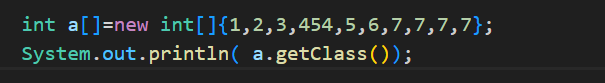 int a[]=new int[]{1,2,3,454,5,6,7,7,7,7};
System.out.println( a.getClass());